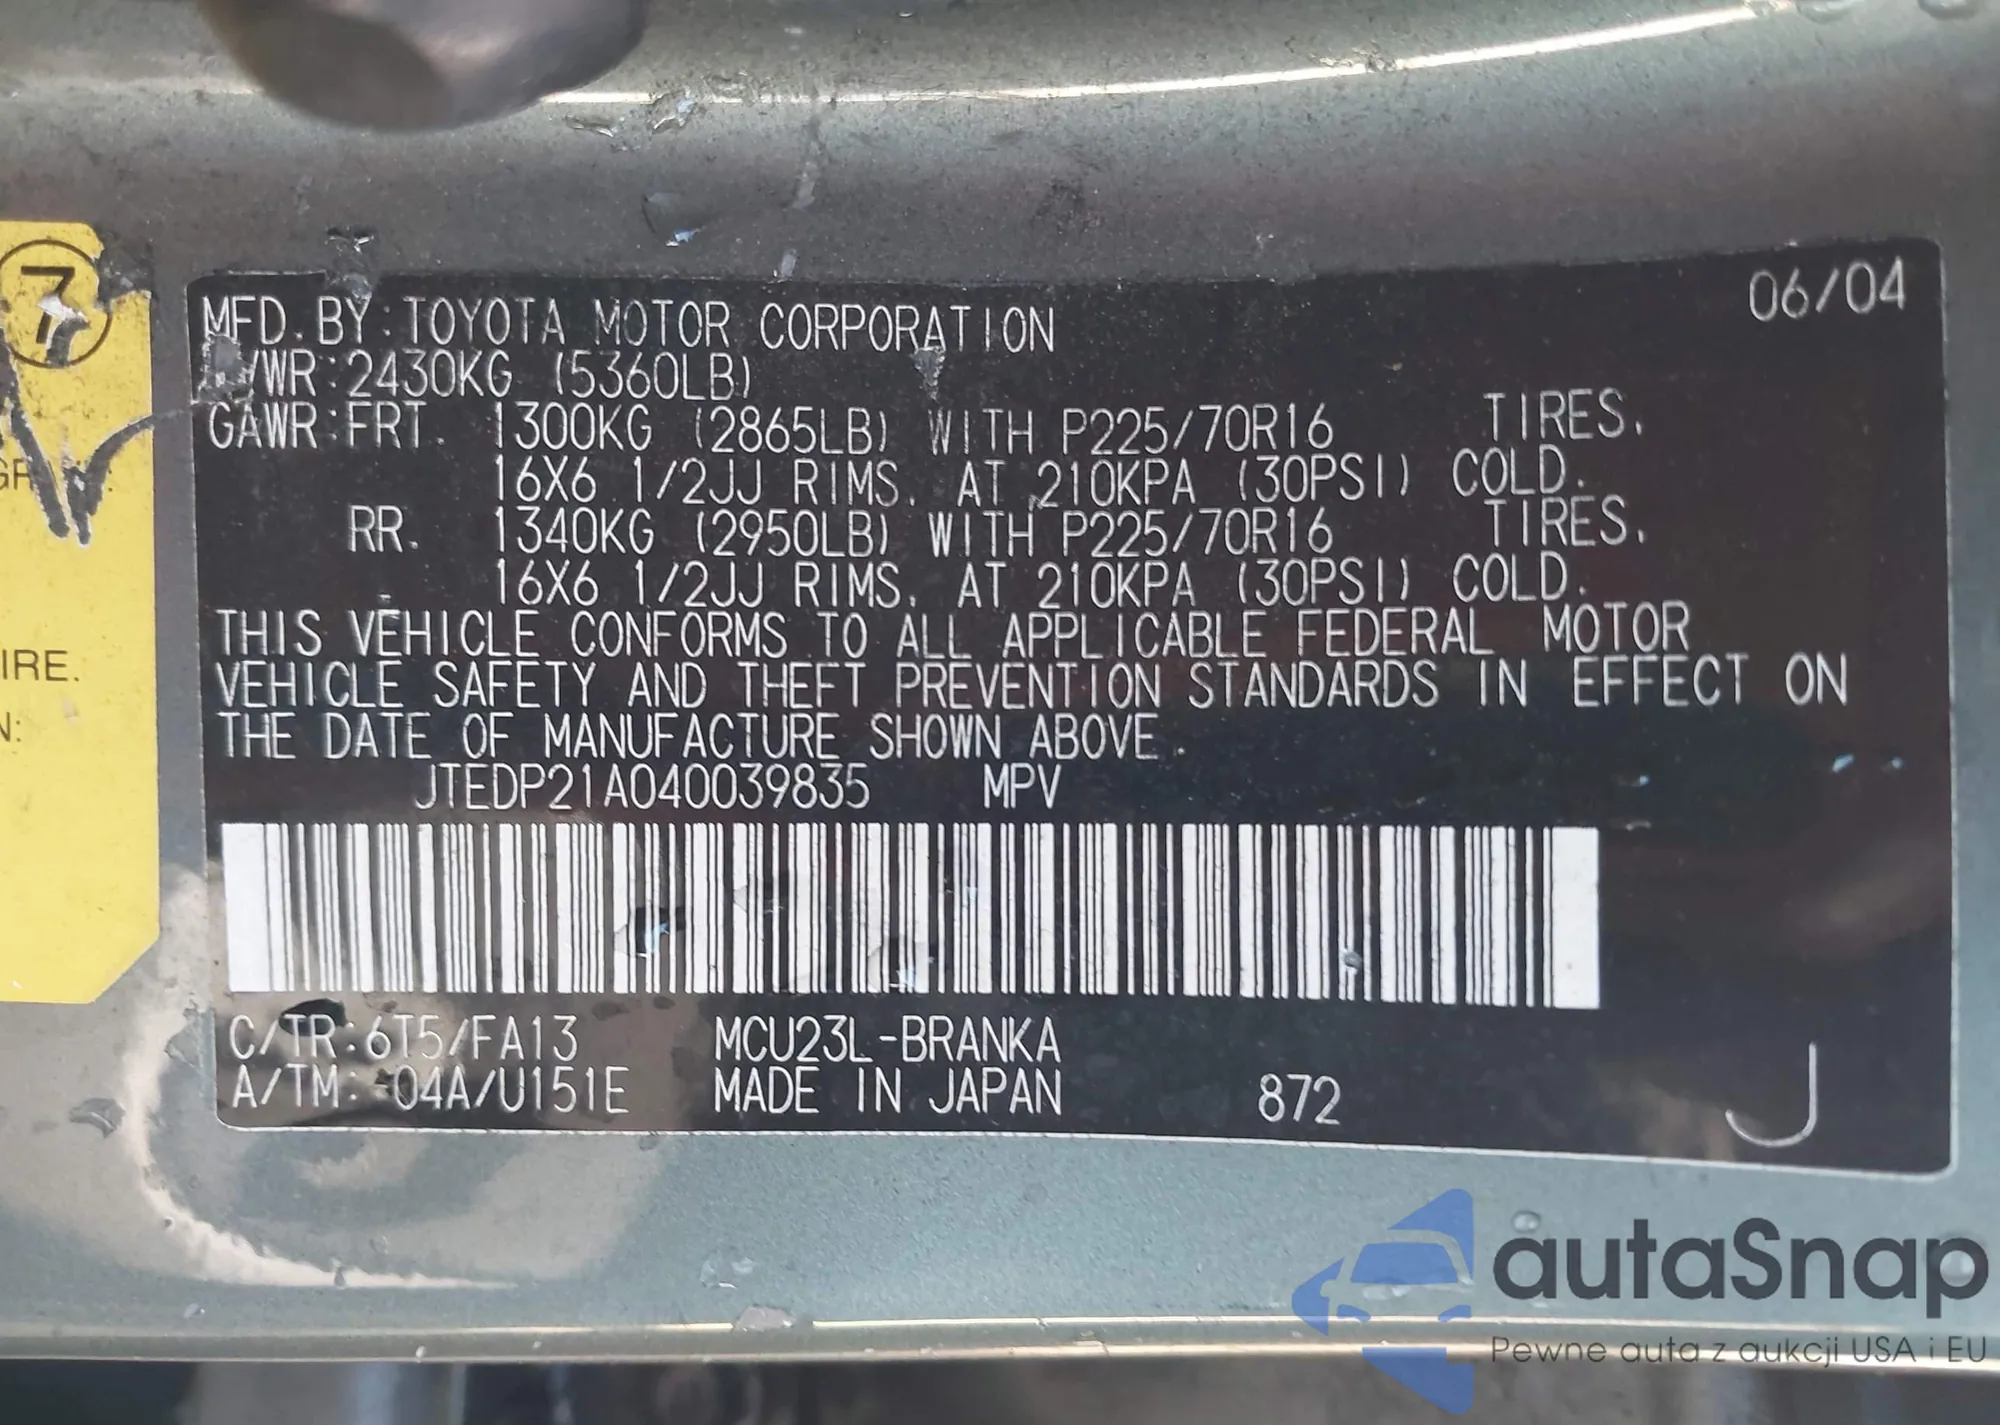 7
GR
IRE.
N:
06/04
MFD. BY: TOYOTA MOTOR CORPORATION
VWR: 2430KG (5360LB)
GAWR: FRT. 1300KG (2865LB) WITH P225/70R16 TIRES.
16X6 1/2JJ RIMS. AT 210KPA (30PSI) COLD.
RR. 1340KG (2950LB) WITH P225/70R16 TIRES.
16X6 1/2JJ RIMS. AT 210KPA (30PSI) COLD.
THIS VEHICLE CONFORMS TO ALL APPLICABLE FEDERAL MOTOR
VEHICLE SAFETY AND THEFT PREVENTION STANDARDS IN EFFECT ON
THE DATE OF MANUFACTURE SHOWN ABOVE.
JTEDP21A040039835 MPV
C/TR: 6T5/FA13 MCU23L-BRANKA
A/TM: -04A/U151E MADE IN JAPAN 872 J
autaSnap
Pewne auta z aukcji USA i EU